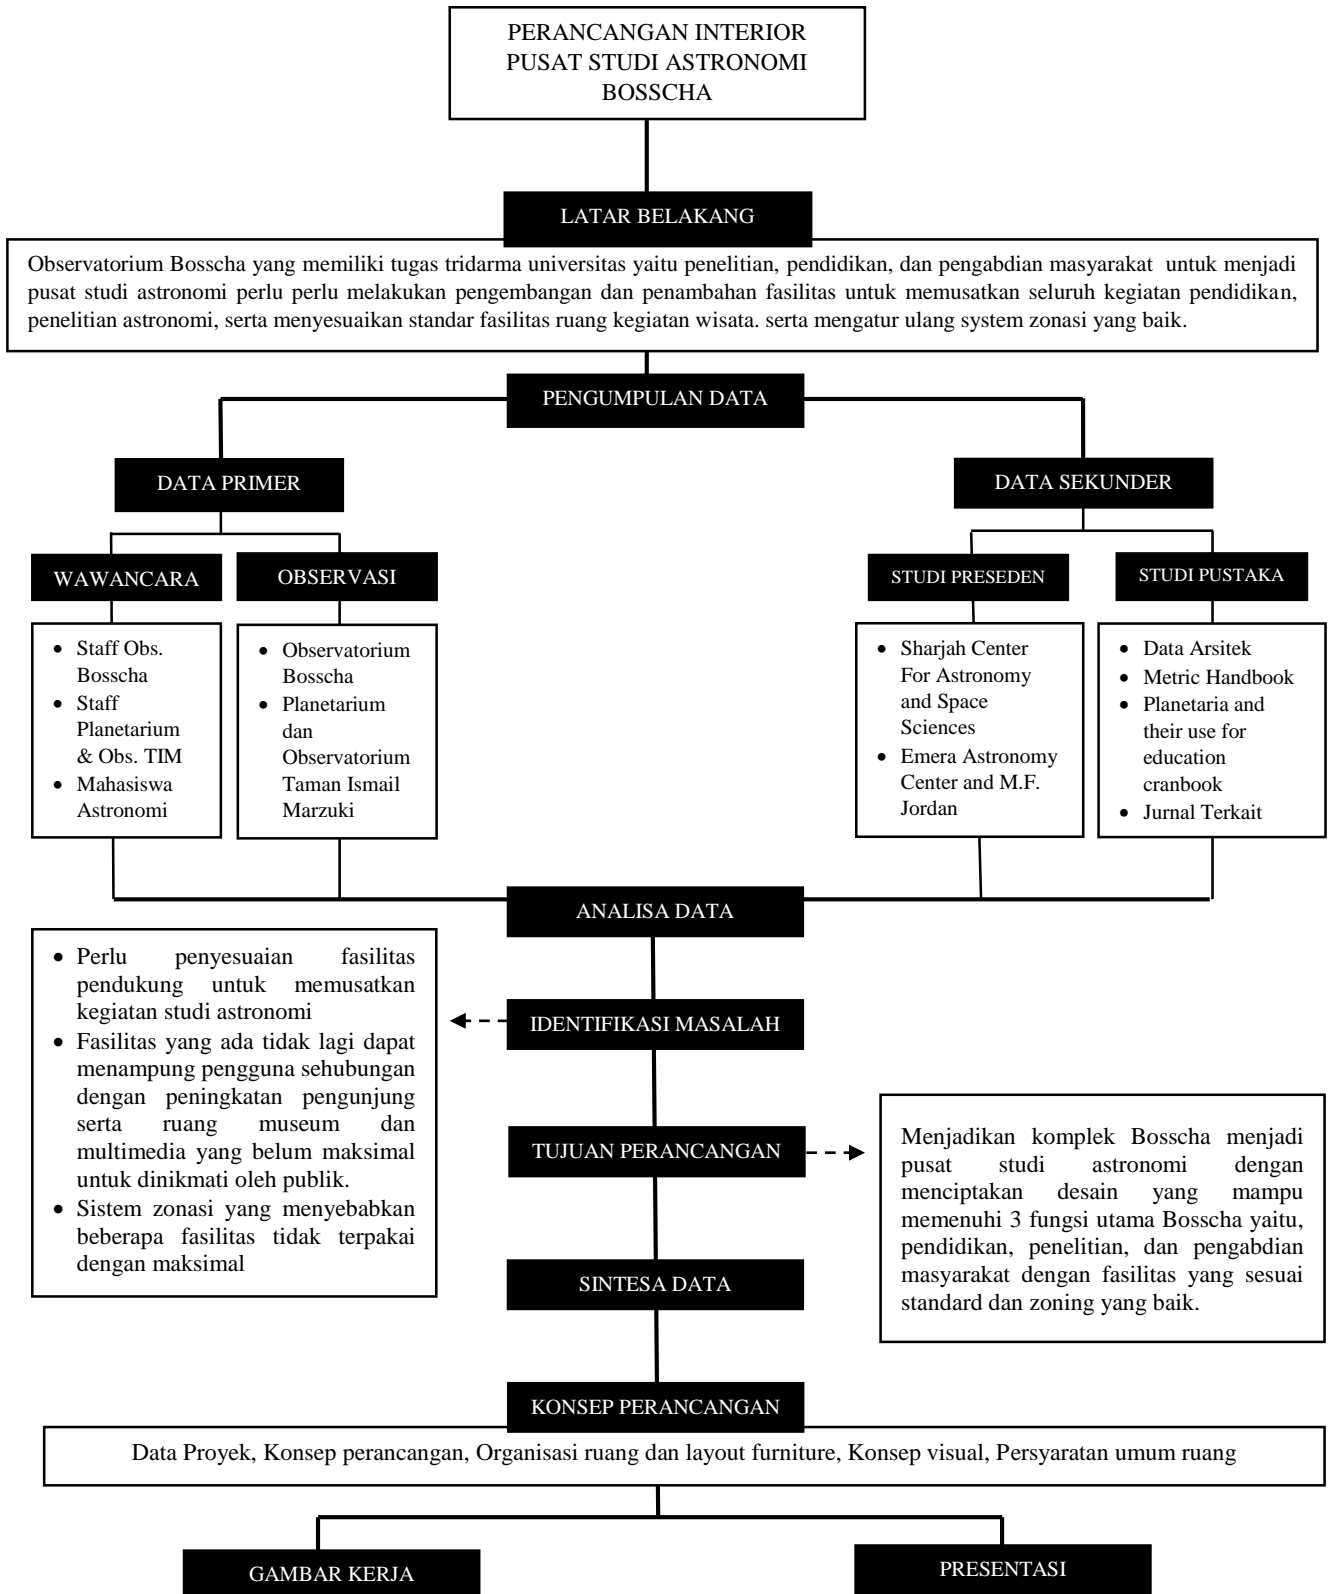 PERANCANGAN INTERIOR
PUSAT STUDI ASTRONOMI
BOSSCHA
LATAR BELAKANG
Observatorium Bosscha yang memiliki tugas tridarma universitas yaitu penelitian, pendidikan, dan pengabdian masyarakat untuk menjadi
pusat studi astronomi perlu perlu melakukan pengembangan dan penambahan fasilitas untuk memusatkan seluruh kegiatan pendidikan,
penelitian astronomi, serta menyesuaikan standar fasilitas ruang kegiatan wisata. serta mengatur ulang system zonasi yang baik.
PENGUMPULAN DATA
DATA PRIMER
DATA SEKUNDER
WAWANCARA
OBSERVASI
STUDI PRESEDEN
STUDI PUSTAKA
• Staff Obs.
Bosscha
• Staff
Planetarium
& Obs. TIM
• Mahasiswa
Astronomi
• Observatorium
Bosscha
• Planetarium
dan
Observatorium
Taman Ismail
Marzuki
• Sharjah Center
For Astronomy
and Space
Sciences
• Emera Astronomy
Center and M.F.
Jordan
• Data Arsitek
• Metric Handbook
• Planetaria and
their use for
education
cranbook
• Jurnal Terkait
ANALISA DATA
• Perlu penyesuaian fasilitas
pendukung untuk memusatkan
kegiatan studi astronomi
• Fasilitas yang ada tidak lagi dapat
menampung pengguna sehubungan
dengan peningkatan pengunjung
serta ruang museum dan
multimedia yang belum maksimal
untuk dinikmati oleh publik.
• Sistem zonasi yang menyebabkan
beberapa fasilitas tidak terpakai
dengan maksimal
IDENTIFIKASI MASALAH
TUJUAN PERANCANGAN
Menjadikan komplek Bosscha menjadi
pusat studi astronomi dengan
menciptakan desain yang mampu
memenuhi 3 fungsi utama Bosscha yaitu,
pendidikan, penelitian, dan pengabdian
masyarakat dengan fasilitas yang sesuai
standard dan zoning yang baik.
SINTESA DATA
KONSEP PERANCANGAN
Data Proyek, Konsep perancangan, Organisasi ruang dan layout furniture, Konsep visual, Persyaratan umum ruang
GAMBAR KERJA
PRESENTASI